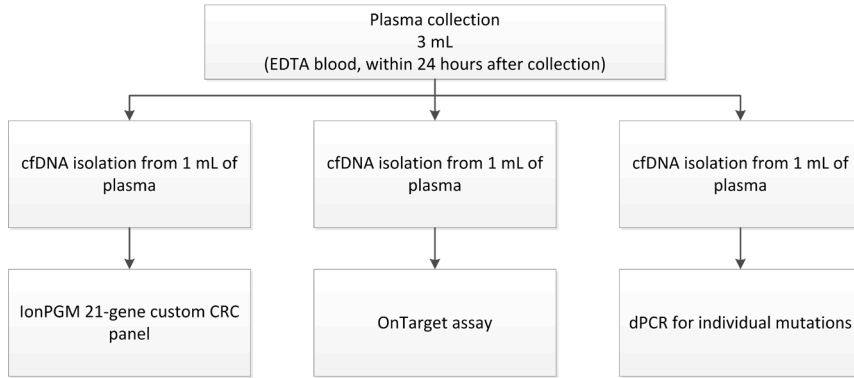 Plasma collection
3 mL
(EDTA blood, within 24 hours after collection)
cfDNA isolation from 1 mL of
plasma
cfDNA isolation from 1 mL of
plasma
cfDNA isolation from 1 mL of
plasma
IonPGM 21-gene custom CRC
panel
OnTarget assay
dPCR for individual mutations